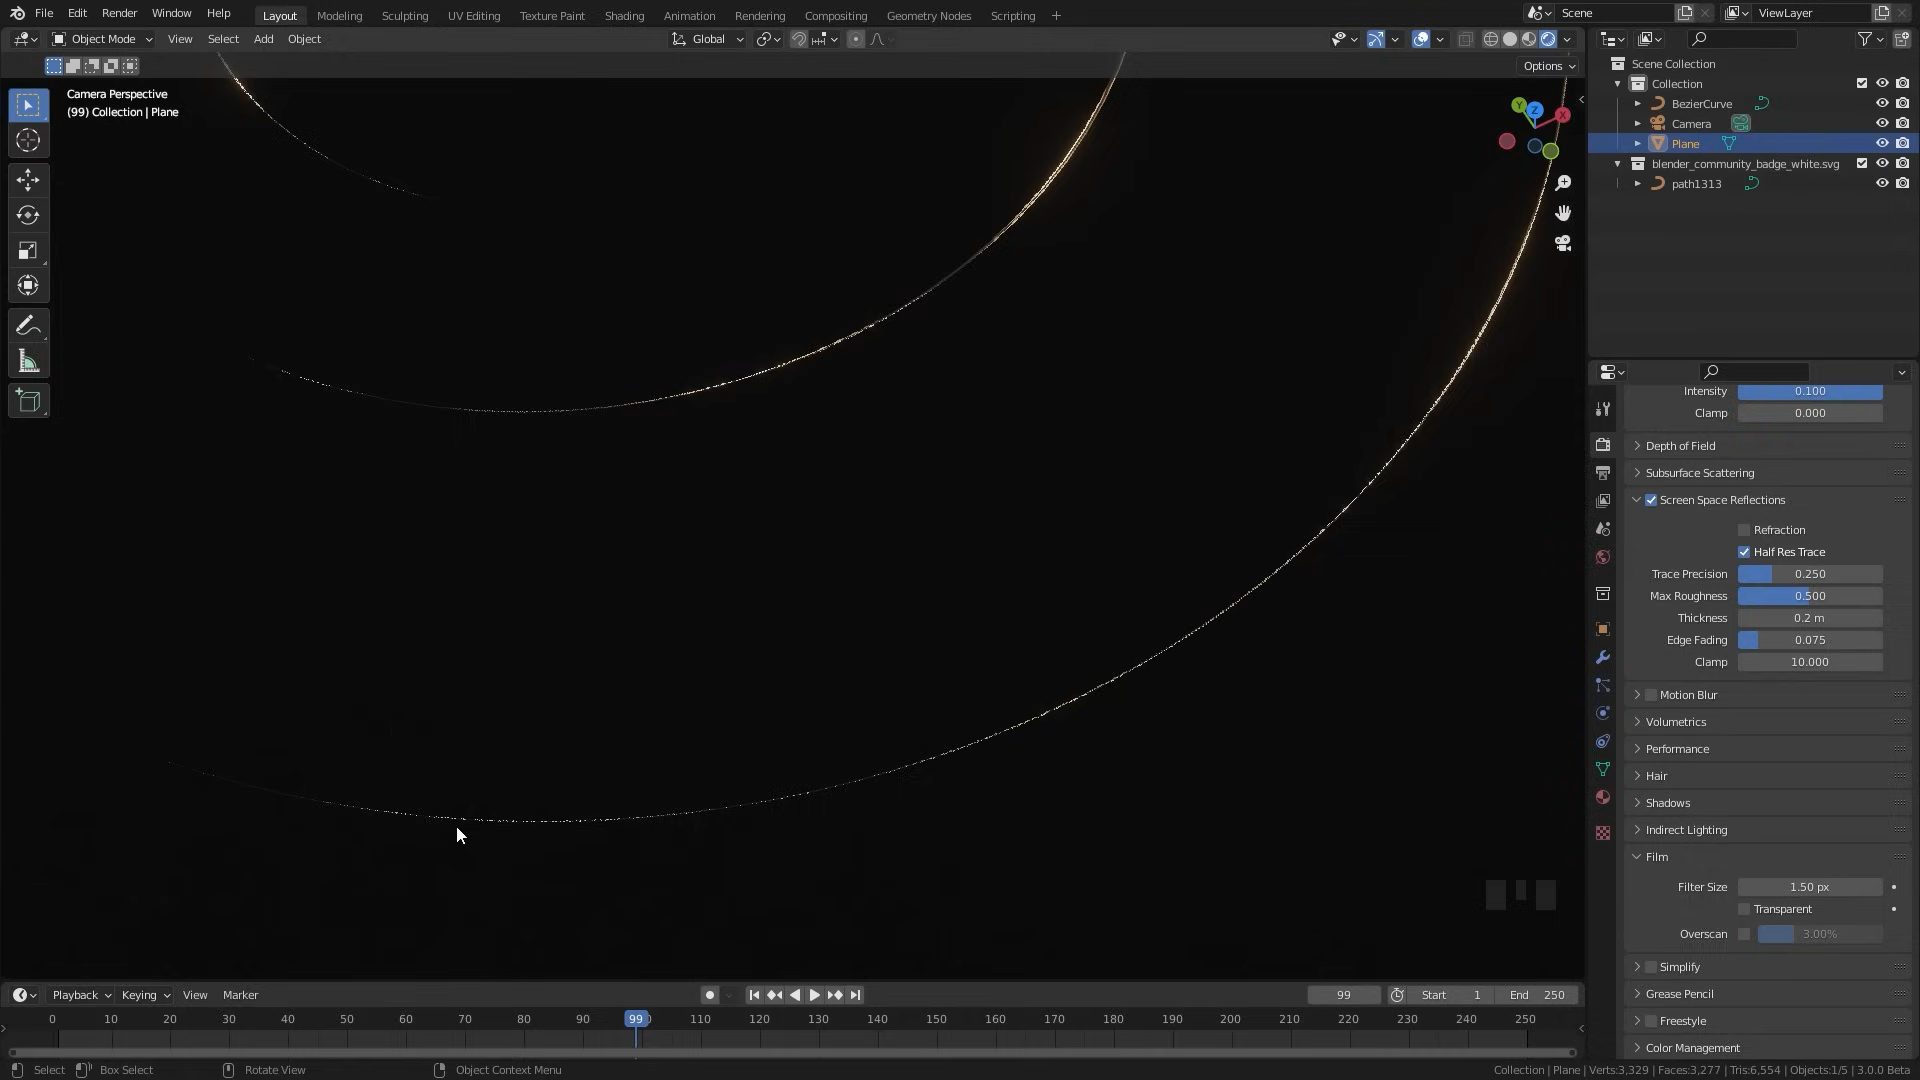 File Edit Render Window Help Layout Modeling Sculpting UV Editing Texture Paint Shading Animation Rendering Compositing Geometry Nodes Scripting + Scene ViewLayer
Object Mode View Select Add Object Global
Options
Camera Perspective
(99) Collection | Plane
Z
Y
X
Scene Collection
Collection
BezierCurve
Camera
Plane
blender_community_badge_white.svg
path1313
Intensity 0.100
Clamp 0.000
Depth of Field
Subsurface Scattering
Screen Space Reflections
Refraction
Half Res Trace
Trace Precision 0.250
Max Roughness 0.500
Thickness 0.2 m
Edge Fading 0.075
Clamp 10.000
Motion Blur
Volumetrics
Performance
Hair
Shadows
Indirect Lighting
Film
Filter Size 1.50 px
Transparent
Overscan 3.00%
Simplify
Grease Pencil
Freestyle
Color Management
Playback Keying View Marker 99 Start 1 End 250
0 10 20 30 40 50 60 70 80 90 99 110 120 130 140 150 160 170 180 190 200 210 220 230 240 250
Select Box Select Rotate View Object Context Menu Collection | Plane | Verts:3,329 | Faces:3,277 | Tris:6,554 | Objects:1/5 | 3.0.0 Beta